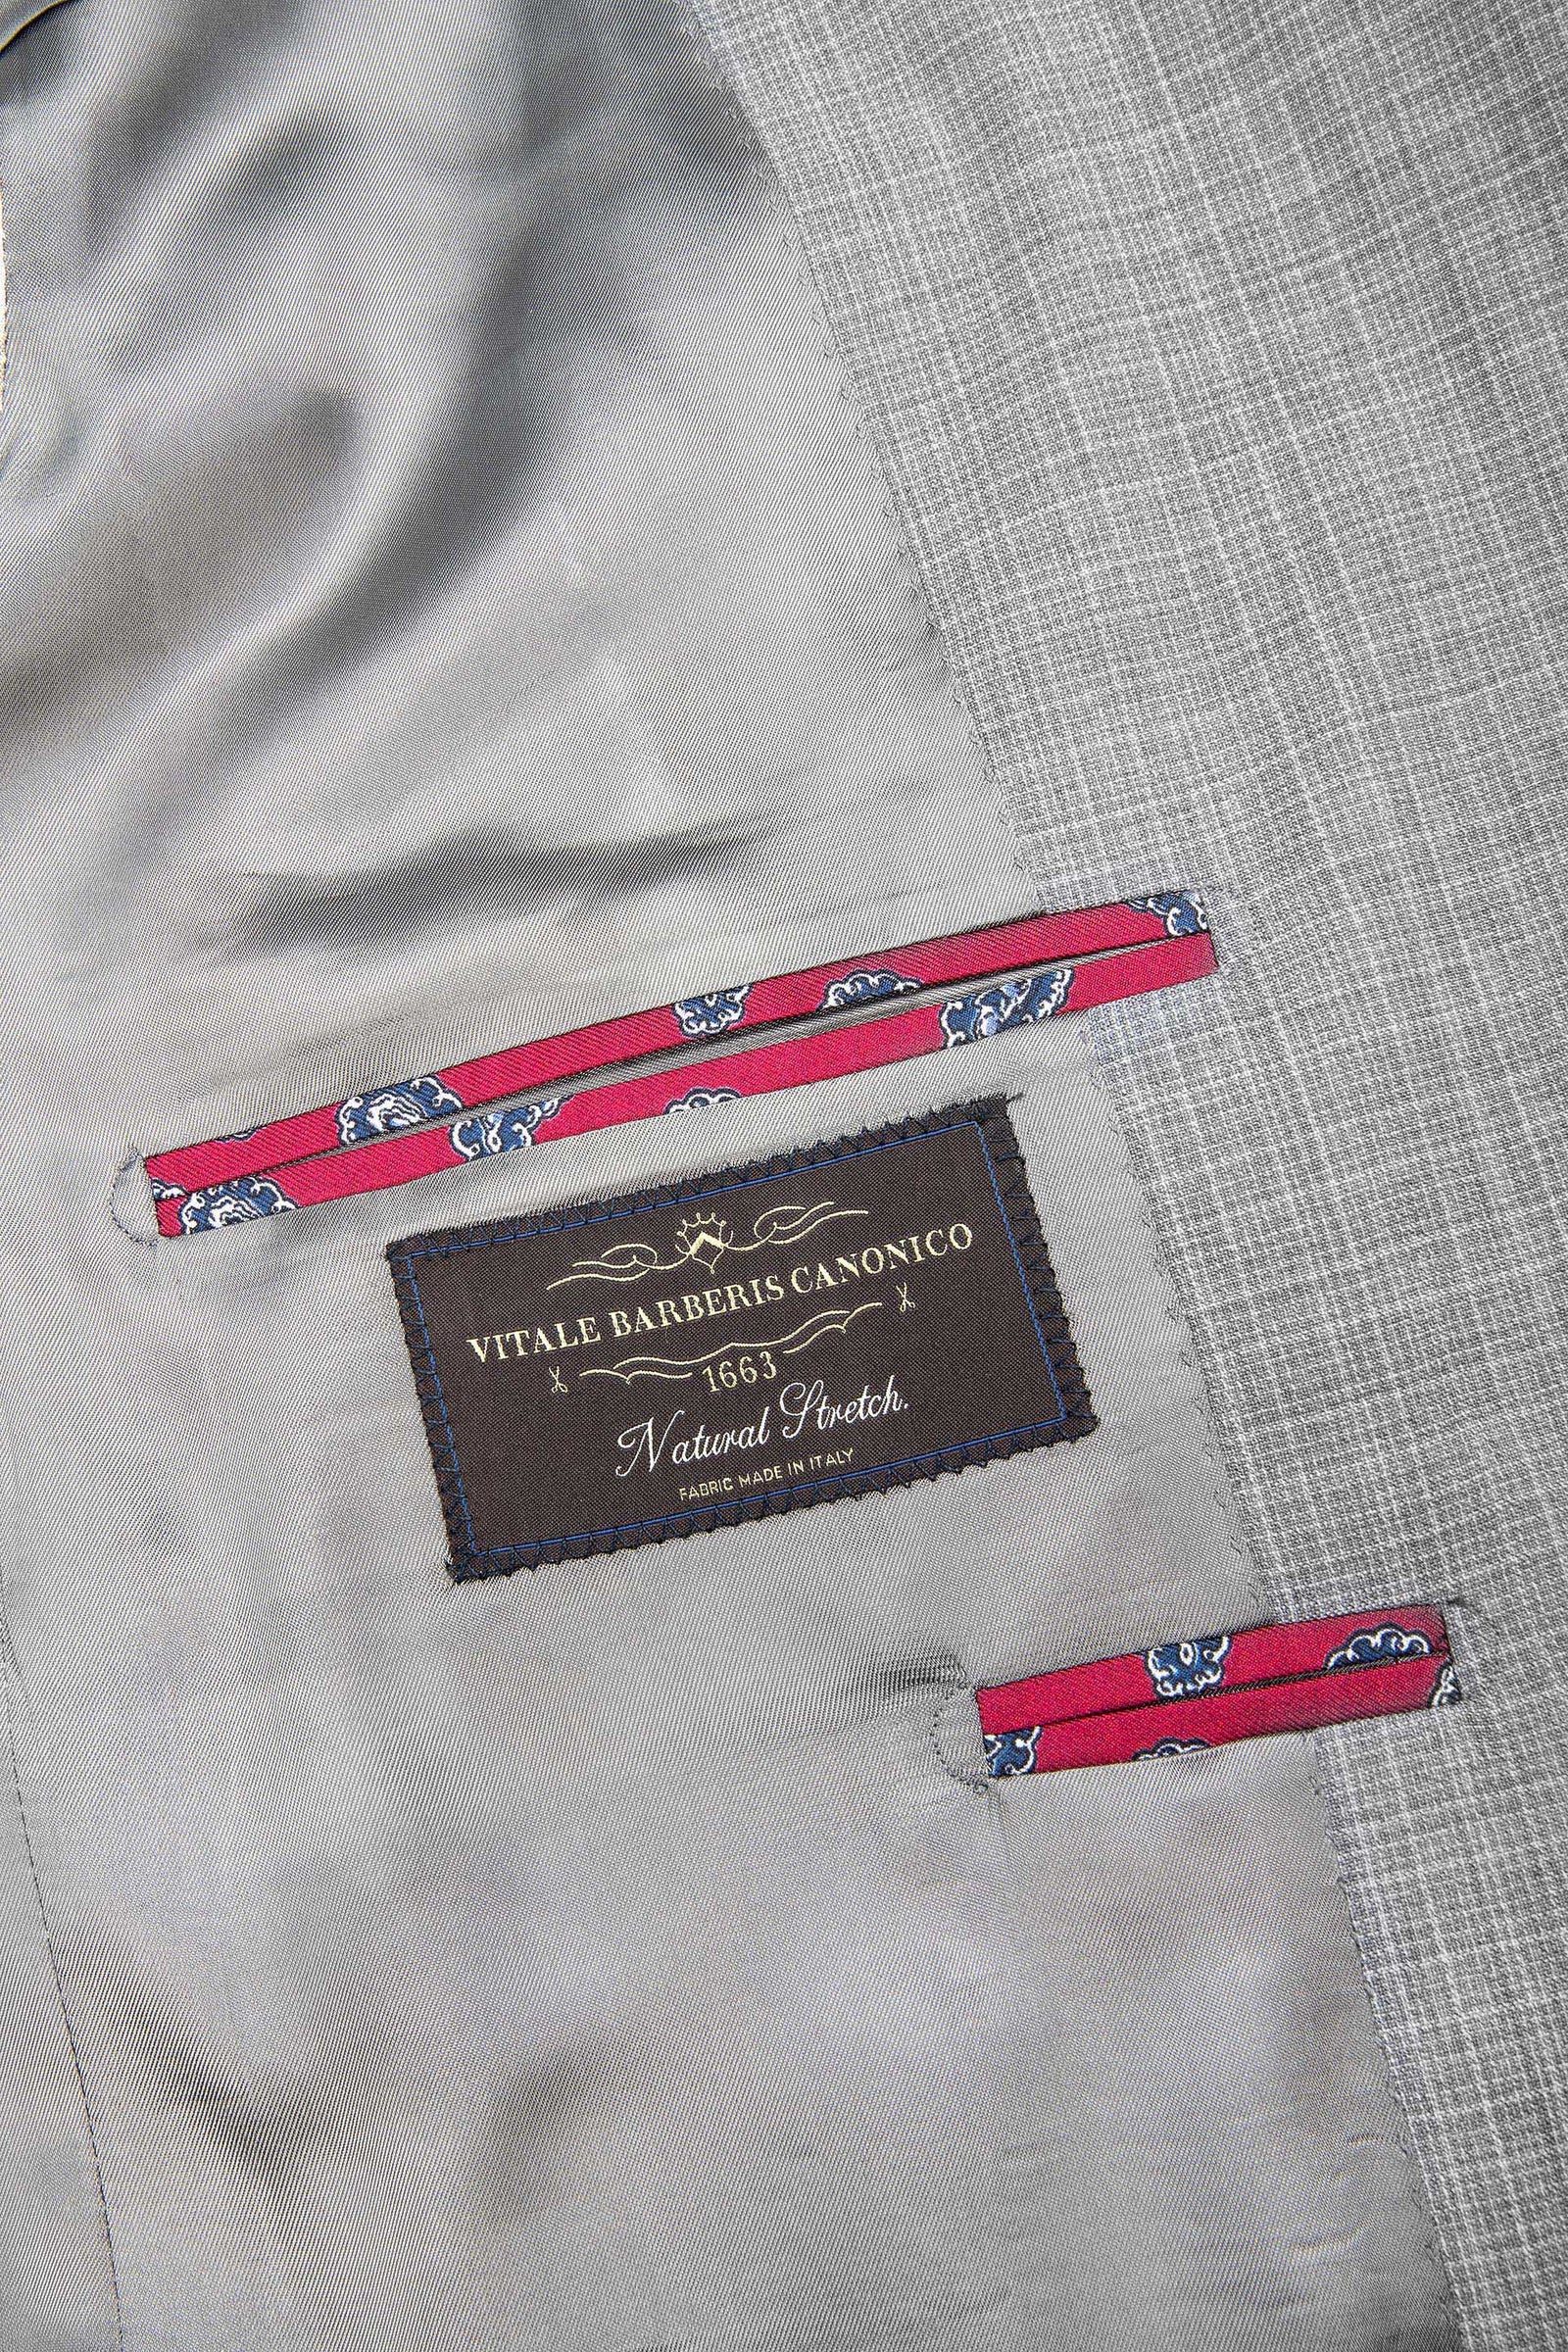 VITALE BARBERIS CANONICO
1663
Natural Stretch.
FABRIC MADE IN ITALY